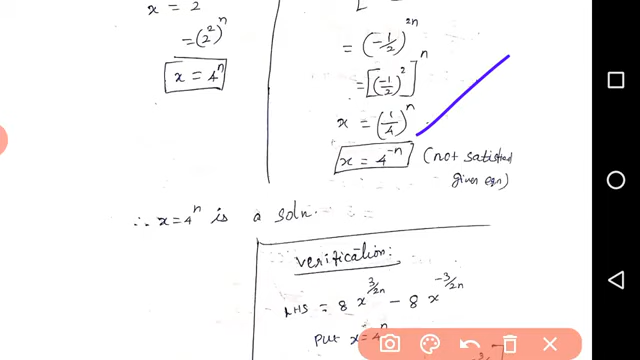 x = 2
= (2²)ⁿ
x = 4ⁿ
= (-1/2)²ⁿ
= [(-1/2)²]ⁿ
x = (1/4)ⁿ
x = 4⁻ⁿ (not satisfied
given eqn)
∴ x = 4ⁿ is a soln.
Verification:
LHS = 8 x^{3/2n} - 8 x^{-3/2n}
Put x = 4ⁿ